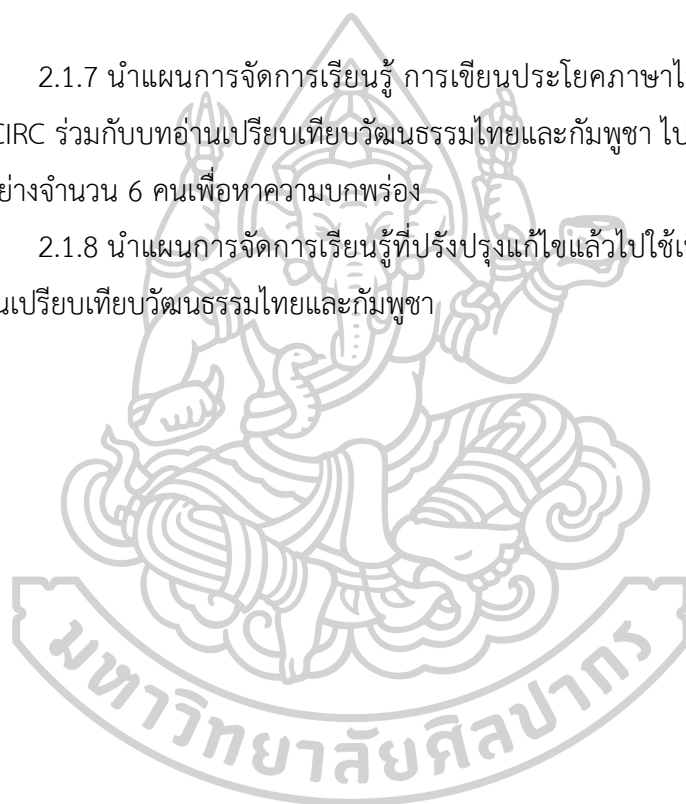 2.1.7 นำแผนการจัดการเรียนรู้ การเขียนประโยคภาษาไ
CIRC ร่วมกับบทอ่านเปรียบเทียบวัฒนธรรมไทยและกัมพูชา ไป
ย่างจำนวน 6 คนเพื่อหาความบกพร่อง
2.1.8 นำแผนการจัดการเรียนรู้ที่ปรังปรุงแก้ไขแล้วไปใช้เ
นเปรียบเทียบวัฒนธรรมไทยและกัมพูชา
มหาวิทยาลัยศิลปากร